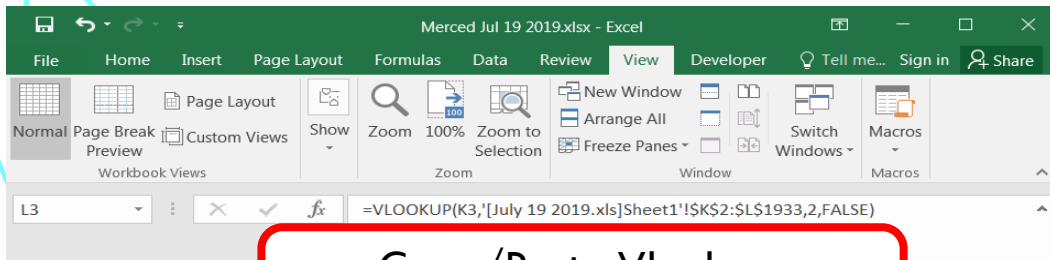 Merced Jul 19 2019.xlsx - Excel
File Home Insert Page Layout Formulas Data Review View Developer Tell me... Sign in Share
Normal Page Break Preview Page Layout Custom Views Show Zoom 100% Zoom to Selection New Window Arrange All Freeze Panes Switch Windows Macros
100
Workbook Views Zoom Window Macros
L3 fx =VLOOKUP(K3,'[July 19 2019.xls]Sheet1'!$K$2:$L$1933,2,FALSE)